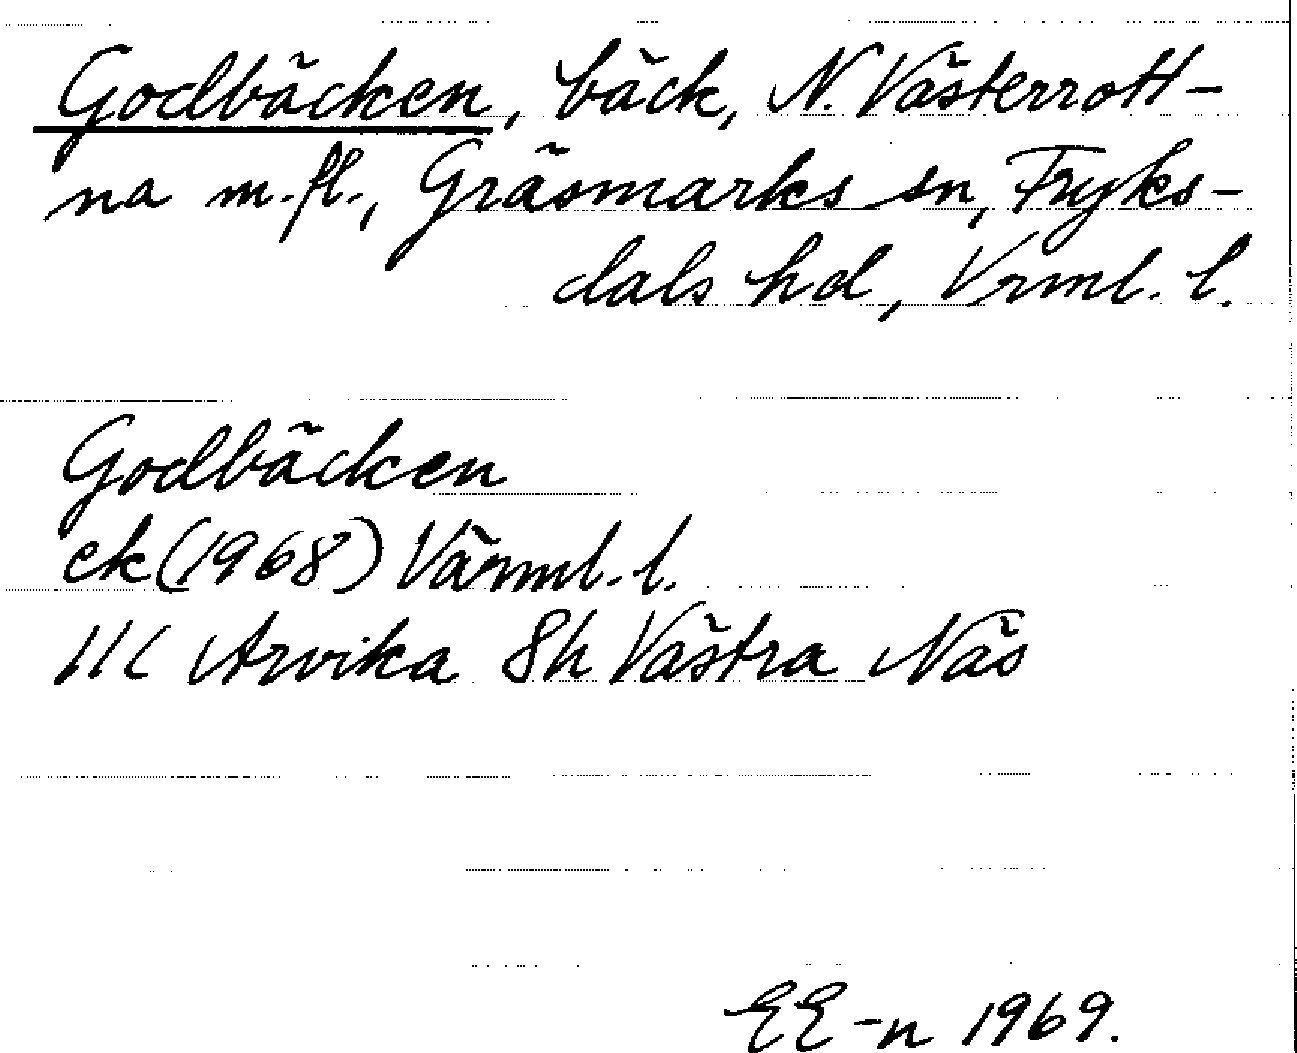 Godbäcken, bäck, N. Västerrott-
na m.fl., Gräsmarks sn, Fryks-
dals hd, Vrml. l.
Godbäcken
ek (1968) Värml. l.
11C Arvika 8h Västra Näs
EE-n 1969.